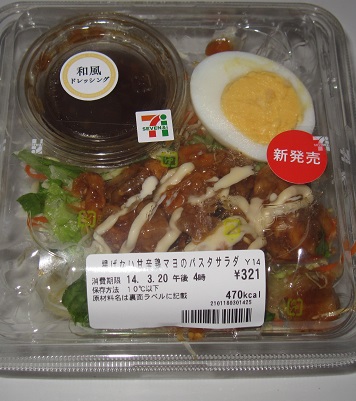 和風
ドレッシング
SEVEN&i
新発売
甘辛鶏マヨのパスタサラダ Y14
消費期限 14. 3.20 午後 4時 ¥321
保存方法 10℃以下
原材料名は裏面ラベルに記載 470kcal
2101180301425